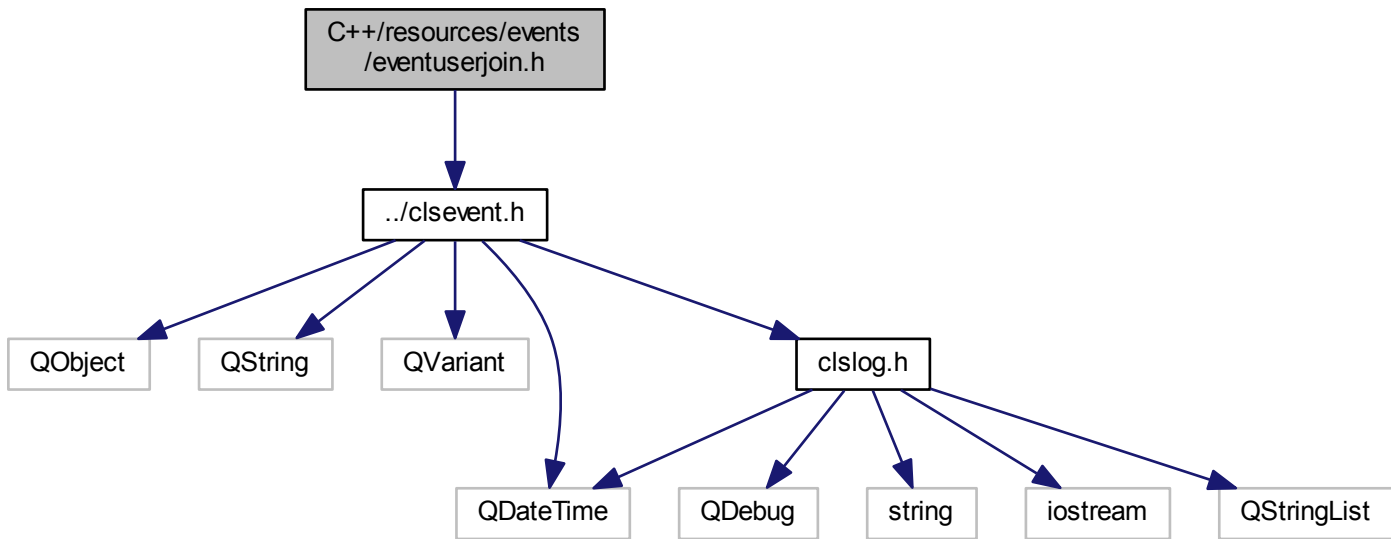 C++/resources/events
/eventuserjoin.h
../clsevent.h
QObject
QString
QVariant
clslog.h
QDateTime
QDebug
string
iostream
QStringList